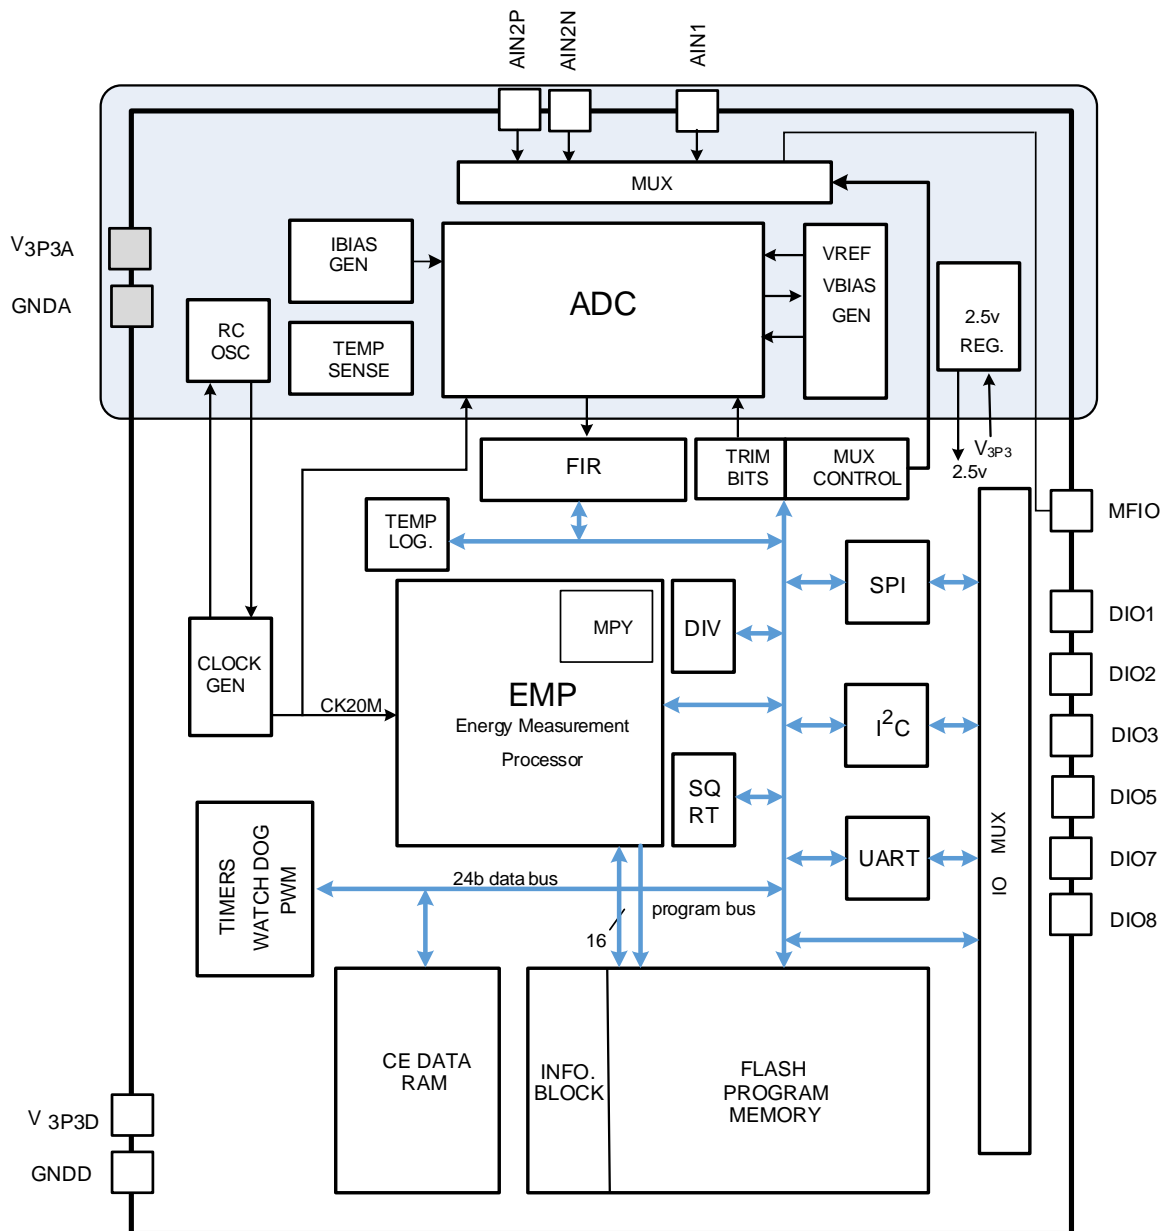 AIN2P
AIN2N
AIN1
MUX
V3P3A
GNDA
IBIAS
GEN
ADC
VREF
VBIAS
GEN
2.5v
REG.
RC
OSC
TEMP
SENSE
V3P3
2.5v
FIR
TRIM
BITS
MUX
CONTROL
TEMP
LOG.
MFIO
SPI
DIO1
MPY
DIV
CLOCK
GEN
CK20M
EMP
Energy Measurement
Processor
I2C
DIO2
DIO3
SQ
RT
DIO5
TIMERS
WATCH DOG
PWM
24b data bus
program bus
16
UART
IO MUX
DIO7
DIO8
CE DATA
RAM
INFO.
BLOCK
FLASH
PROGRAM
MEMORY
V 3P3D
GNDD